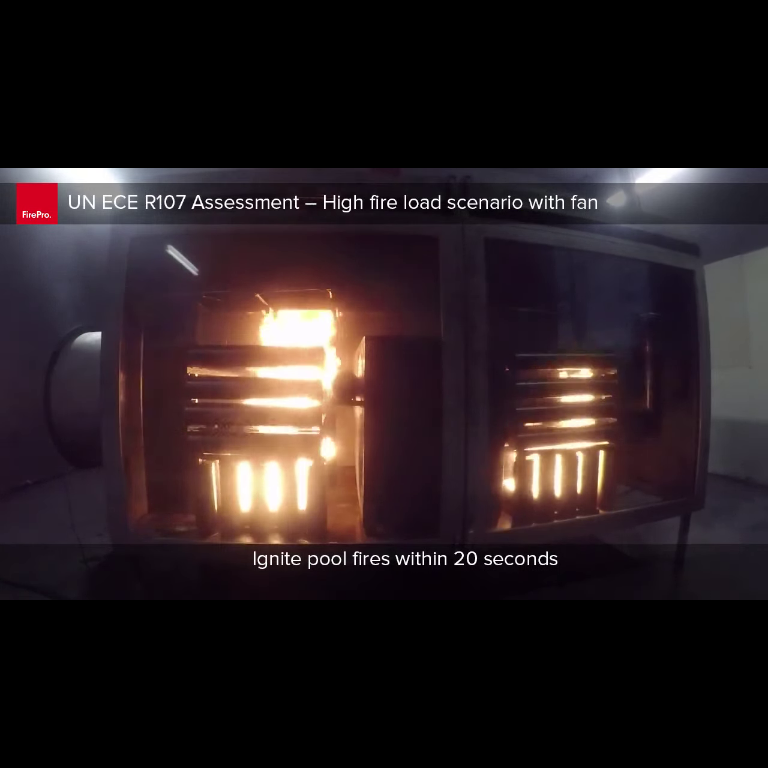 UN ECE R107 Assessment – High fire load scenario with fan
FirePro.
Ignite pool fires within 20 seconds